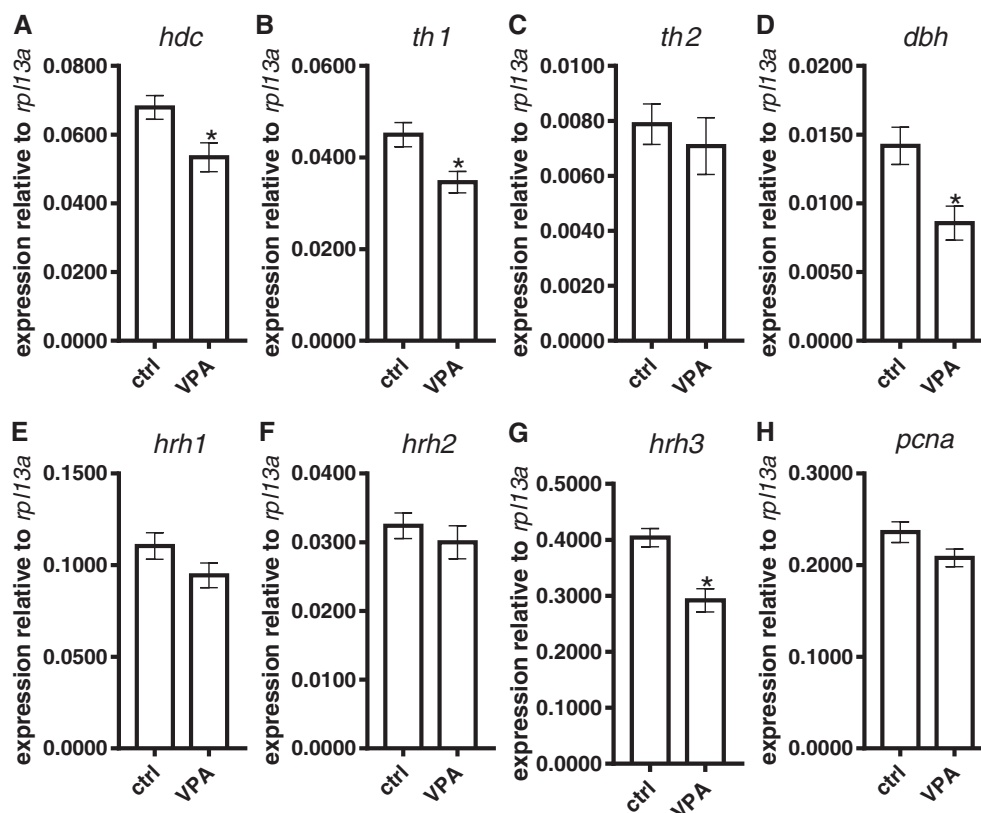 A hdc
expression relative to rpl13a
0.0800
0.0600
0.0400
0.0200
0.0000
*
ctrl VPA
B th1
expression relative to rpl13a
0.0600
0.0400
0.0200
0.0000
*
ctrl VPA
C th2
expression relative to rpl13a
0.0100
0.0080
0.0060
0.0040
0.0020
0.0000
ctrl VPA
D dbh
expression relative to rpl13a
0.0200
0.0150
0.0100
0.0050
0.0000
*
ctrl VPA
E hrh1
expression relative to rpl13a
0.1500
0.1000
0.0500
0.0000
ctrl VPA
F hrh2
expression relative to rpl13a
0.0400
0.0300
0.0200
0.0100
0.0000
ctrl VPA
G hrh3
expression relative to rpl13a
0.5000
0.4000
0.3000
0.2000
0.1000
0.0000
*
ctrl VPA
H pcna
expression relative to rpl13a
0.3000
0.2000
0.1000
0.0000
ctrl VPA